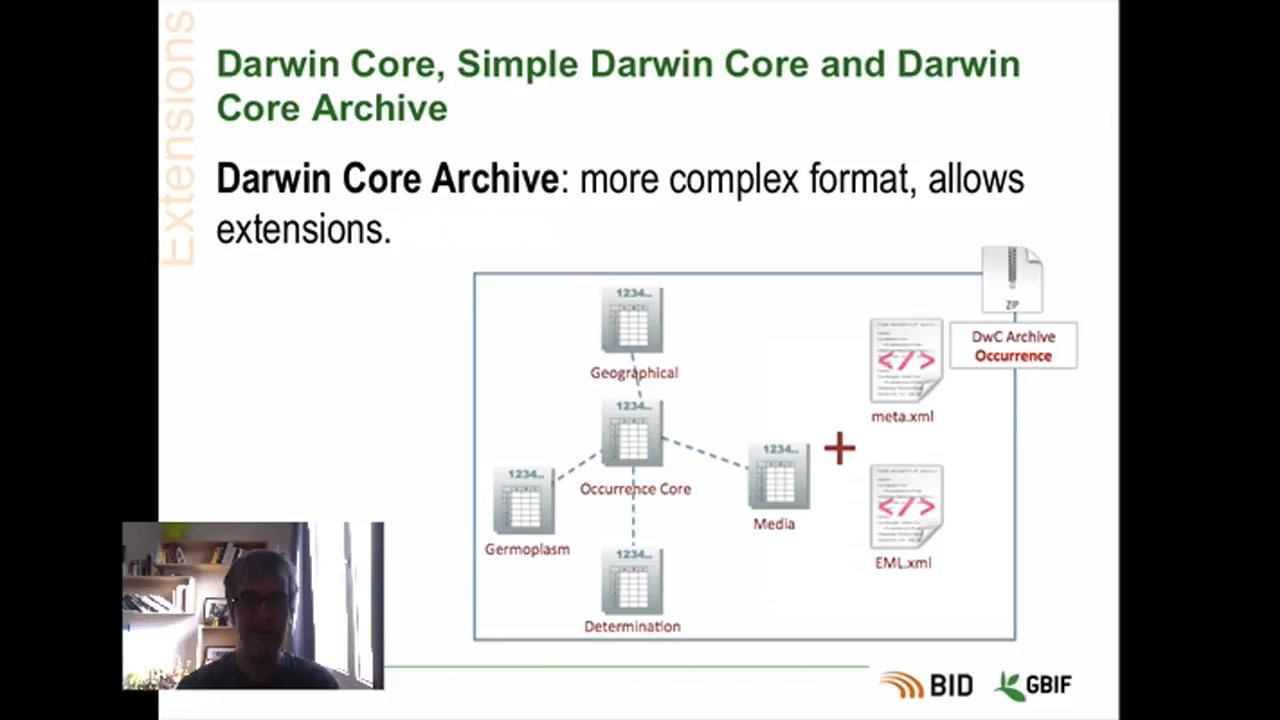 Extensions
Darwin Core, Simple Darwin Core and Darwin
Core Archive
Darwin Core Archive: more complex format, allows
extensions.
ZIP
DwC Archive
Occurrence
1234...
Geographical
1234...
Occurrence Core
1234...
Germoplasm
1234...
Media
1234...
Determination
</>
meta.xml
</>
EML.xml
BID
GBIF